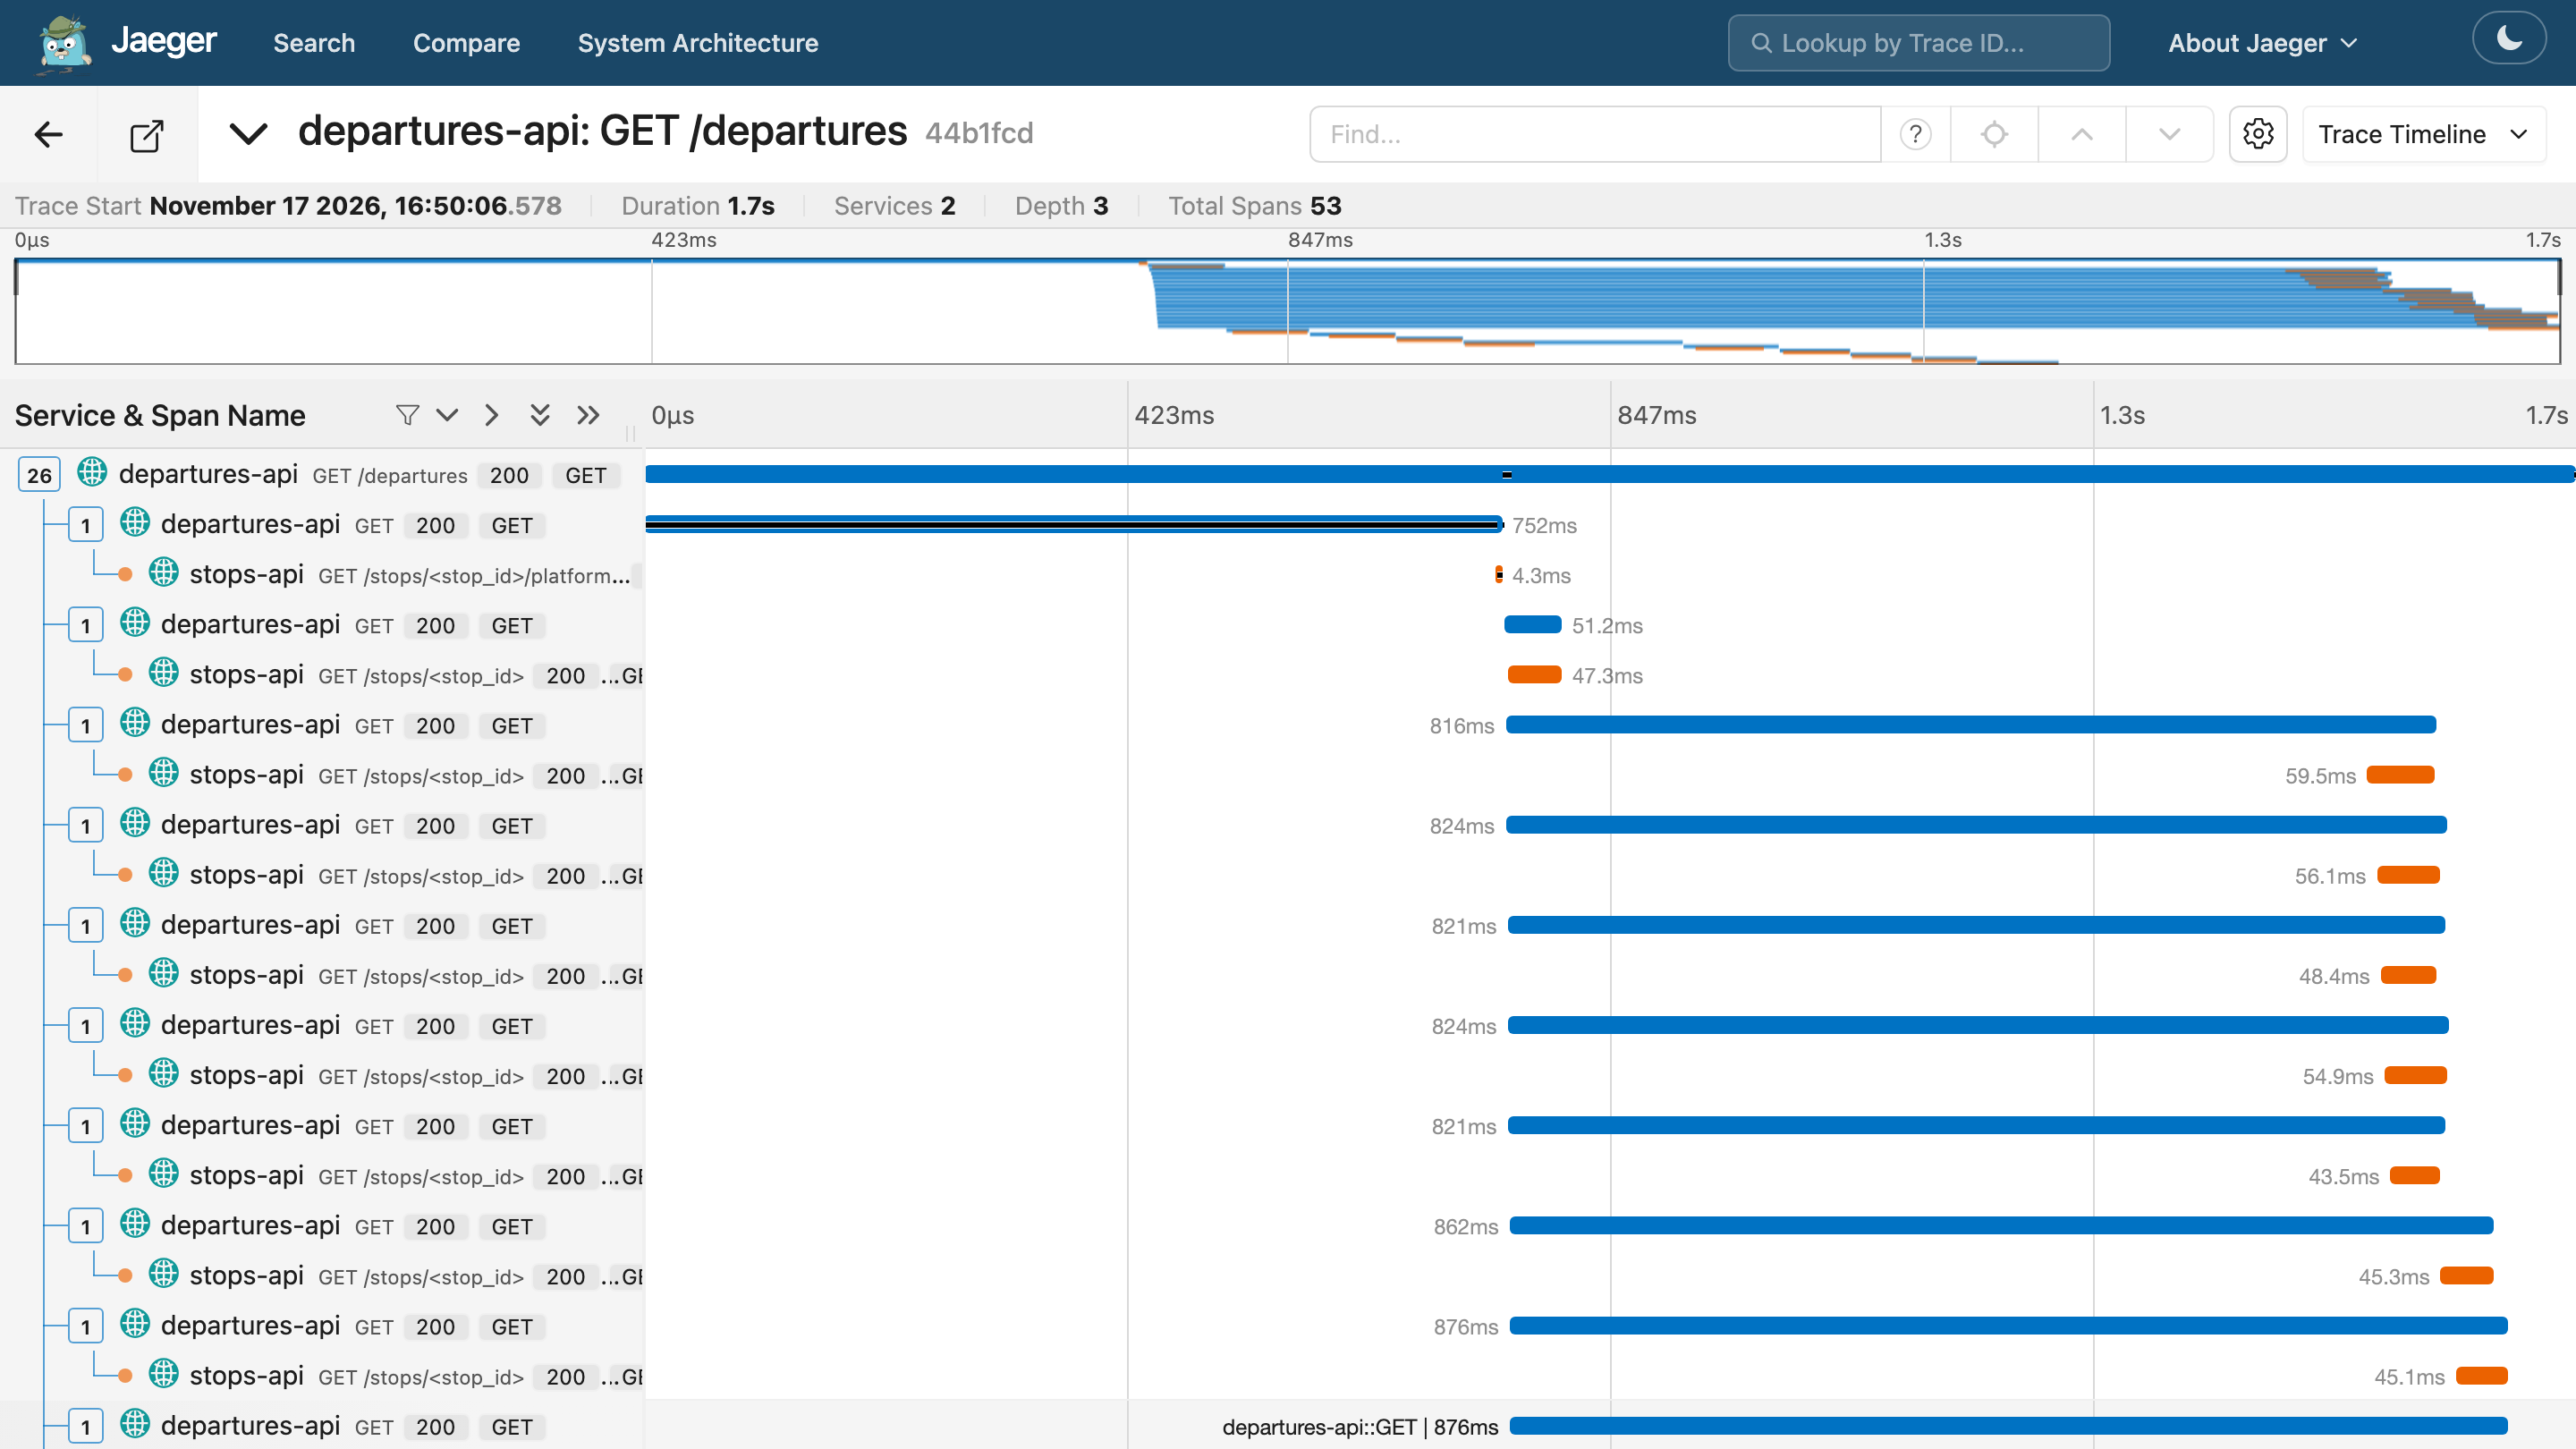 Jaeger Search Compare System Architecture Lookup by Trace ID... About Jaeger
departures-api: GET /departures 44b1fcd Find... ? Trace Timeline
Trace Start November 17 2026, 16:50:06.578 Duration 1.7s Services 2 Depth 3 Total Spans 53
0μs 423ms 847ms 1.3s 1.7s
Service & Span Name 0μs 423ms 847ms 1.3s 1.7s
26 departures-api GET /departures 200 GET
1 departures-api GET 200 GET 752ms
stops-api GET /stops/<stop_id>/platform... 4.3ms
1 departures-api GET 200 GET 51.2ms
stops-api GET /stops/<stop_id> 200 ...GE 47.3ms
1 departures-api GET 200 GET 816ms
stops-api GET /stops/<stop_id> 200 ...GE 59.5ms
1 departures-api GET 200 GET 824ms
stops-api GET /stops/<stop_id> 200 ...GE 56.1ms
1 departures-api GET 200 GET 821ms
stops-api GET /stops/<stop_id> 200 ...GE 48.4ms
1 departures-api GET 200 GET 824ms
stops-api GET /stops/<stop_id> 200 ...GE 54.9ms
1 departures-api GET 200 GET 821ms
stops-api GET /stops/<stop_id> 200 ...GE 43.5ms
1 departures-api GET 200 GET 862ms
stops-api GET /stops/<stop_id> 200 ...GE 45.3ms
1 departures-api GET 200 GET 876ms
stops-api GET /stops/<stop_id> 200 ...GE 45.1ms
1 departures-api GET 200 GET departures-api::GET | 876ms